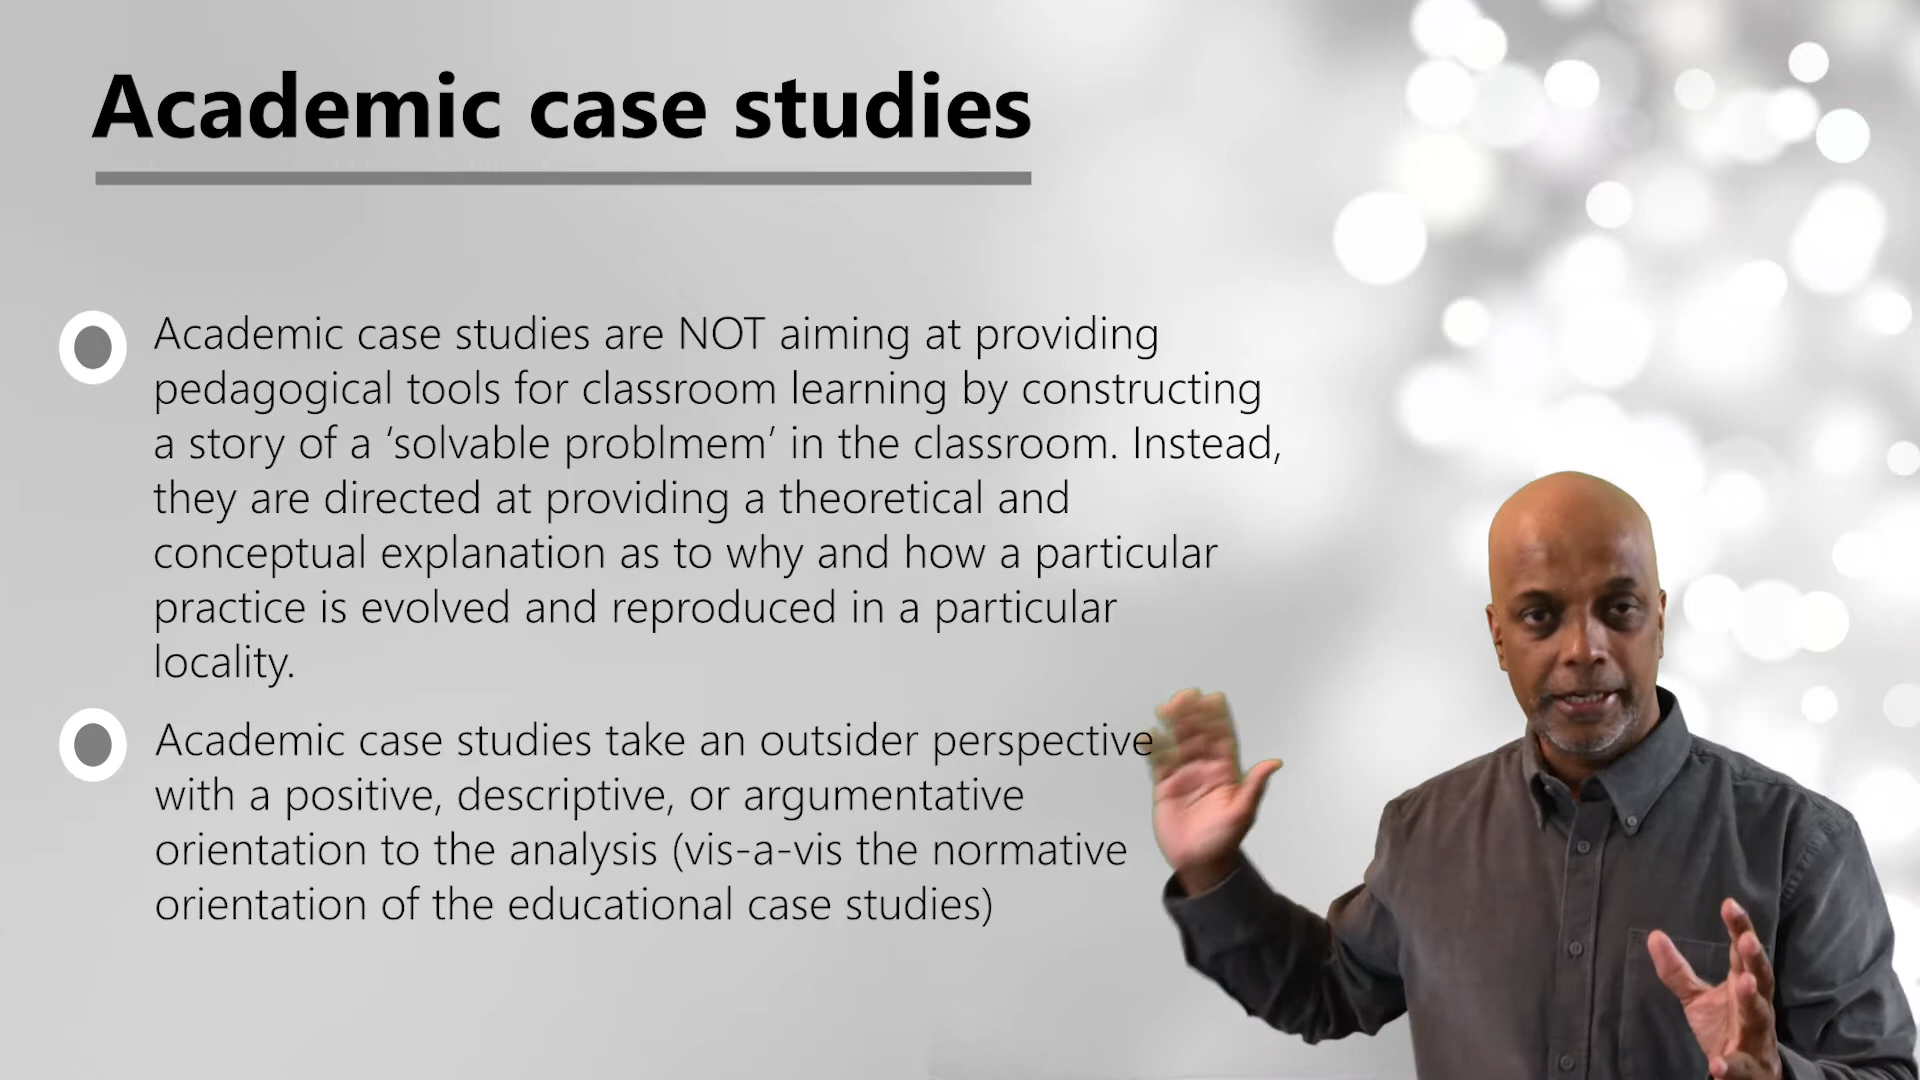 Academic case studies
Academic case studies are NOT aiming at providing
pedagogical tools for classroom learning by constructing
a story of a ‘solvable problmem’ in the classroom. Instead,
they are directed at providing a theoretical and
conceptual explanation as to why and how a particular
practice is evolved and reproduced in a particular
locality.
Academic case studies take an outsider perspective
with a positive, descriptive, or argumentative
orientation to the analysis (vis-a-vis the normative
orientation of the educational case studies)